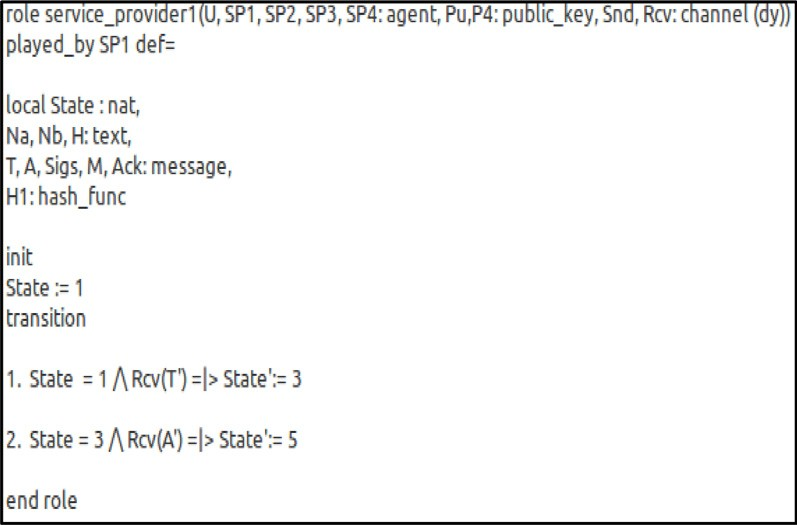 role service_provider1(U, SP1, SP2, SP3, SP4: agent, Pu,P4: public_key, Snd, Rcv: channel (dy))
played_by SP1 def=
local State : nat,
Na, Nb, H: text,
T, A, Sigs, M, Ack: message,
H1: hash_func
init
State := 1
transition
1. State = 1 /\ Rcv(T') =|> State':= 3
2. State = 3 /\ Rcv(A') =|> State':= 5
end role